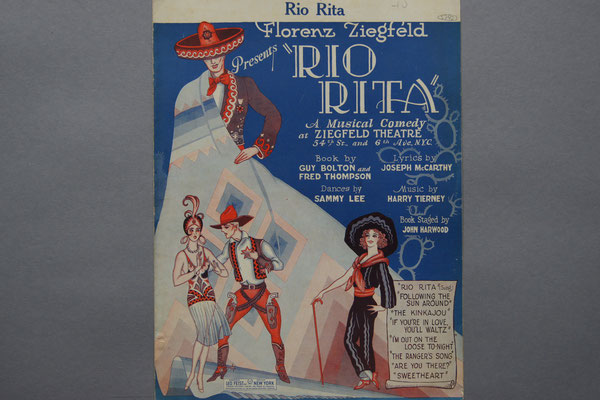 Rio Rita
Florenz Ziegfeld
Presents
"RIO
RITA"
A Musical Comedy
at ZIEGFELD THEATRE
54th St., and 6th Ave. N.Y.C.
Book by
GUY BOLTON and
FRED THOMPSON
Lyrics by
JOSEPH McCARTHY
Dances by
SAMMY LEE
Music by
HARRY TIERNEY
Book Staged by
JOHN HARWOOD
"RIO RITA"
"FOLLOWING THE
SUN AROUND"
"THE KINKAJOU"
"IF YOU'RE IN LOVE,
YOU'LL WALTZ"
"I'M OUT ON THE
LOOSE TO-NIGHT"
"THE RANGER'S SONG"
"ARE YOU THERE?"
"SWEETHEART"
LEO FEIST NEW YORK